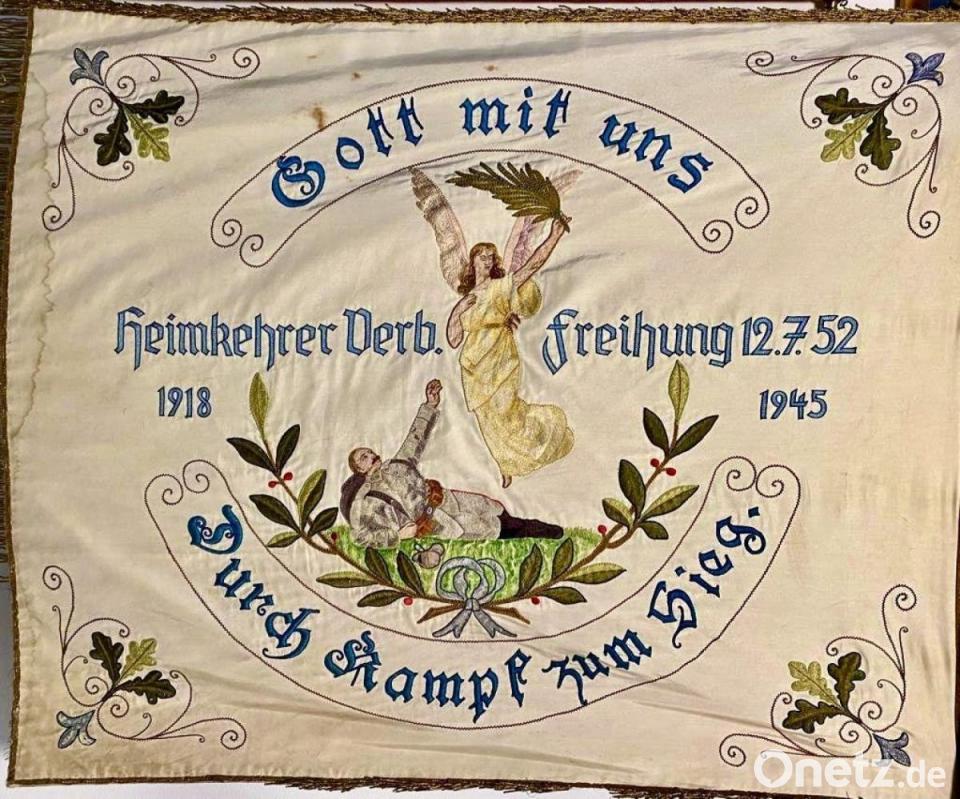 Gott mit uns
Heimkehrer Verb. Freihung 12.7.52
1918 1945
Durch Kampf zum Sieg.
Onetz.de